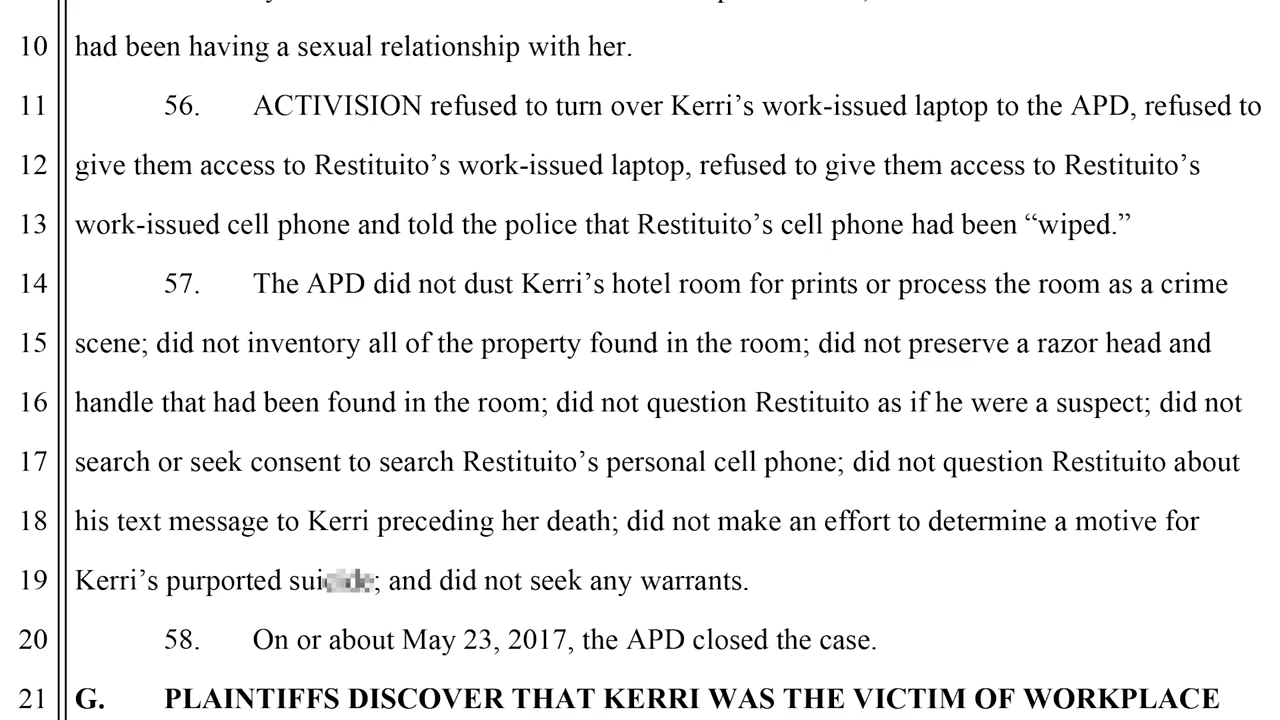 10 had been having a sexual relationship with her.
11 56. ACTIVISION refused to turn over Kerri’s work-issued laptop to the APD, refused to
12 give them access to Restituito’s work-issued laptop, refused to give them access to Restituito’s
13 work-issued cell phone and told the police that Restituito’s cell phone had been “wiped.”
14 57. The APD did not dust Kerri’s hotel room for prints or process the room as a crime
15 scene; did not inventory all of the property found in the room; did not preserve a razor head and
16 handle that had been found in the room; did not question Restituito as if he were a suspect; did not
17 search or seek consent to search Restituito’s personal cell phone; did not question Restituito about
18 his text message to Kerri preceding her death; did not make an effort to determine a motive for
19 Kerri’s purported ; and did not seek any warrants.
20 58. On or about May 23, 2017, the APD closed the case.
21 G. PLAINTIFFS DISCOVER THAT KERRI WAS THE VICTIM OF WORKPLACE